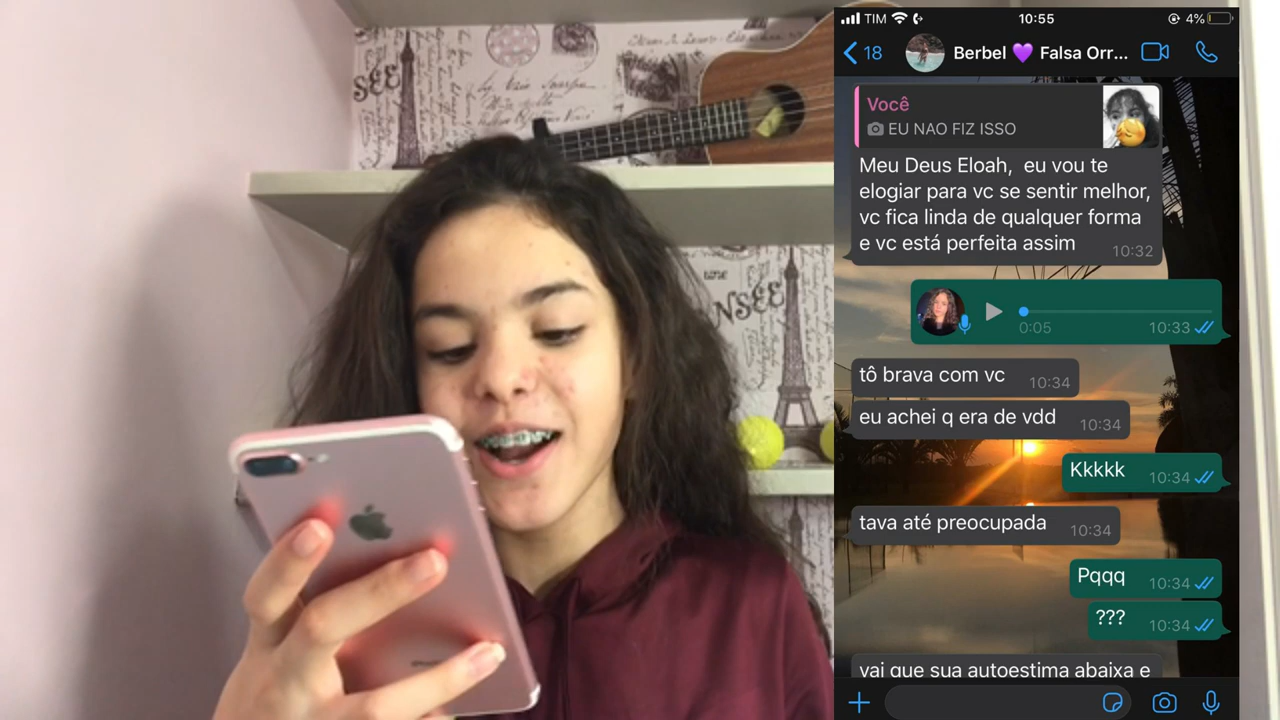 SÉE
NSÉE
TIM
10:55
4%
18
Berbel 💜 Falsa Orr...
Você
EU NAO FIZ ISSO
Meu Deus Eloah, eu vou te
elogiar para vc se sentir melhor,
vc fica linda de qualquer forma
e vc está perfeita assim
10:32
0:05
10:33
tô brava com vc
10:34
eu achei q era de vdd
10:34
Kkkkk
10:34
tava até preocupada
10:34
Pqqq
10:34
???
10:34
vai que sua autoestima abaixa e